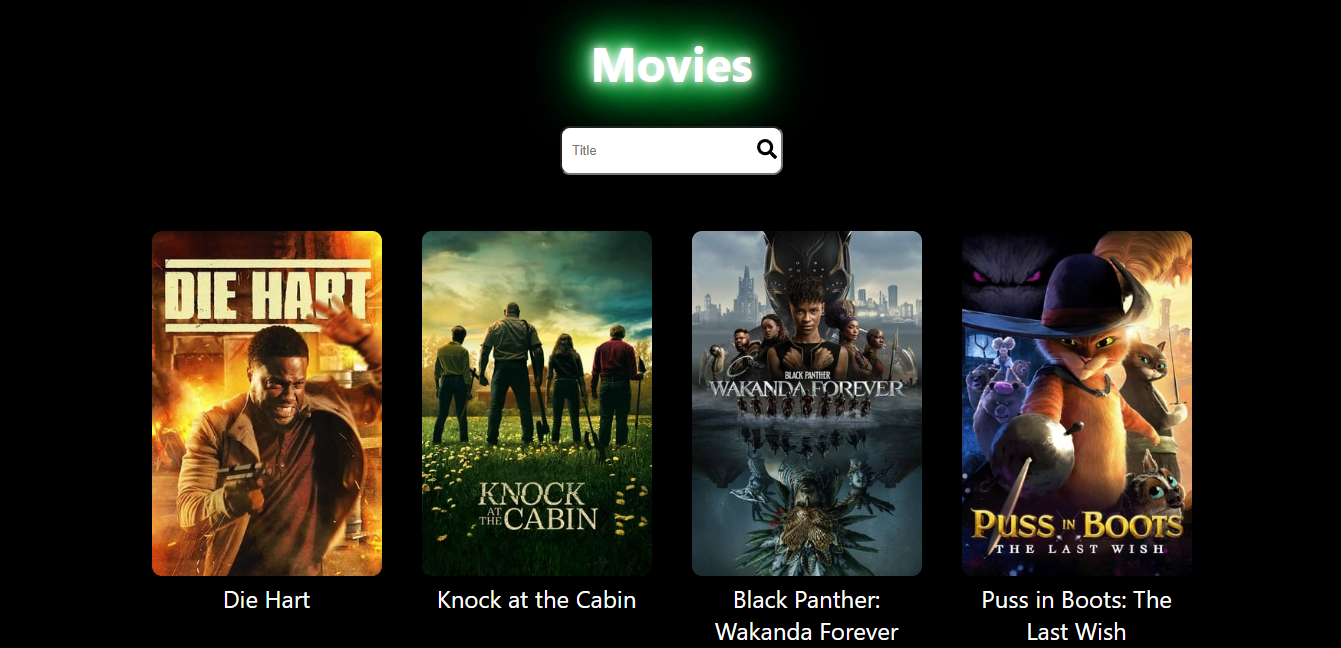 Movies
Title
DIE HART
KNOCK
AT
THE CABIN
BLACK PANTHER
WAKANDA FOREVER
PUSS IN BOOTS
THE LAST WISH
Die Hart
Knock at the Cabin
Black Panther:
Wakanda Forever
Puss in Boots: The
Last Wish